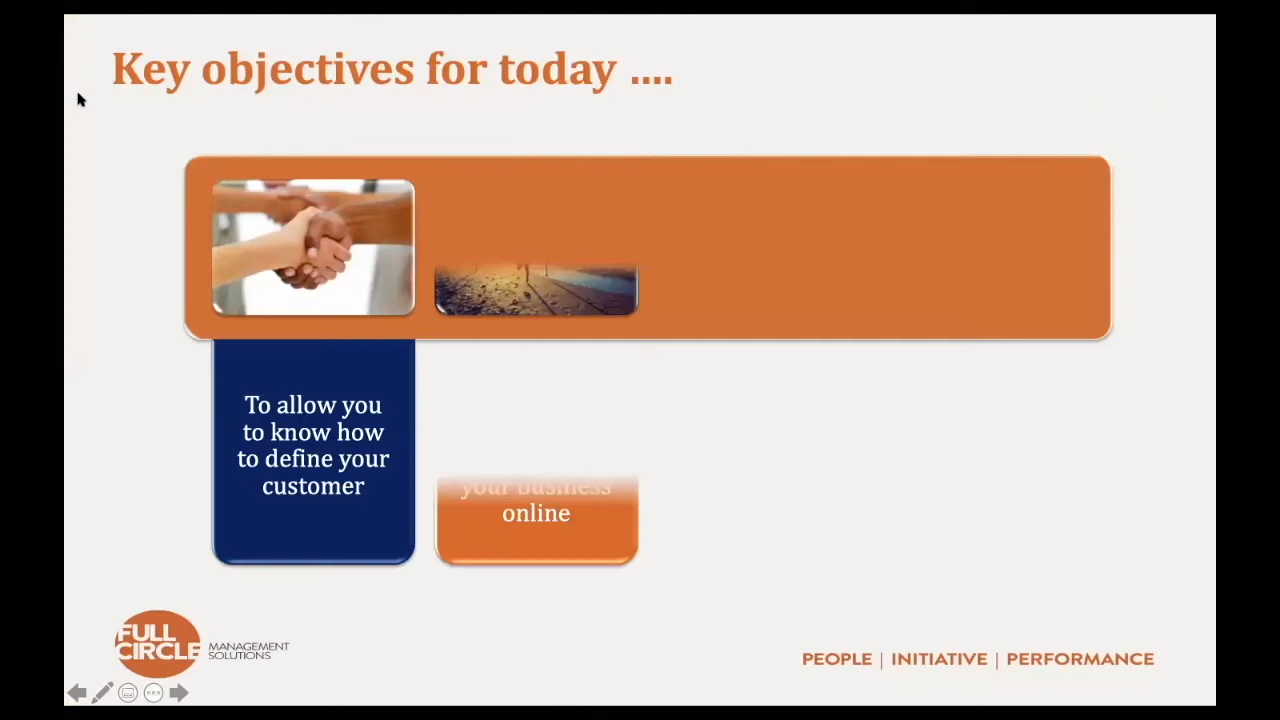 Key objectives for today ....
To allow you
to know how
to define your
customer
your business
online
FULL
CIRCLE
MANAGEMENT
SOLUTIONS
PEOPLE | INITIATIVE | PERFORMANCE